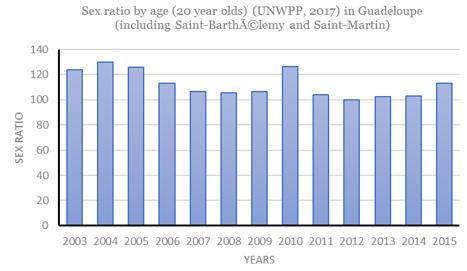 Sex ratio by age (20 year olds) (UNWPP, 2017) in Guadeloupe
(including Saint-BarthÃ©lemy and Saint-Martin)
140
120
100
80
60
40
20
0
SEX RATIO
2003 2004 2005 2006 2007 2008 2009 2010 2011 2012 2013 2014 2015
YEARS